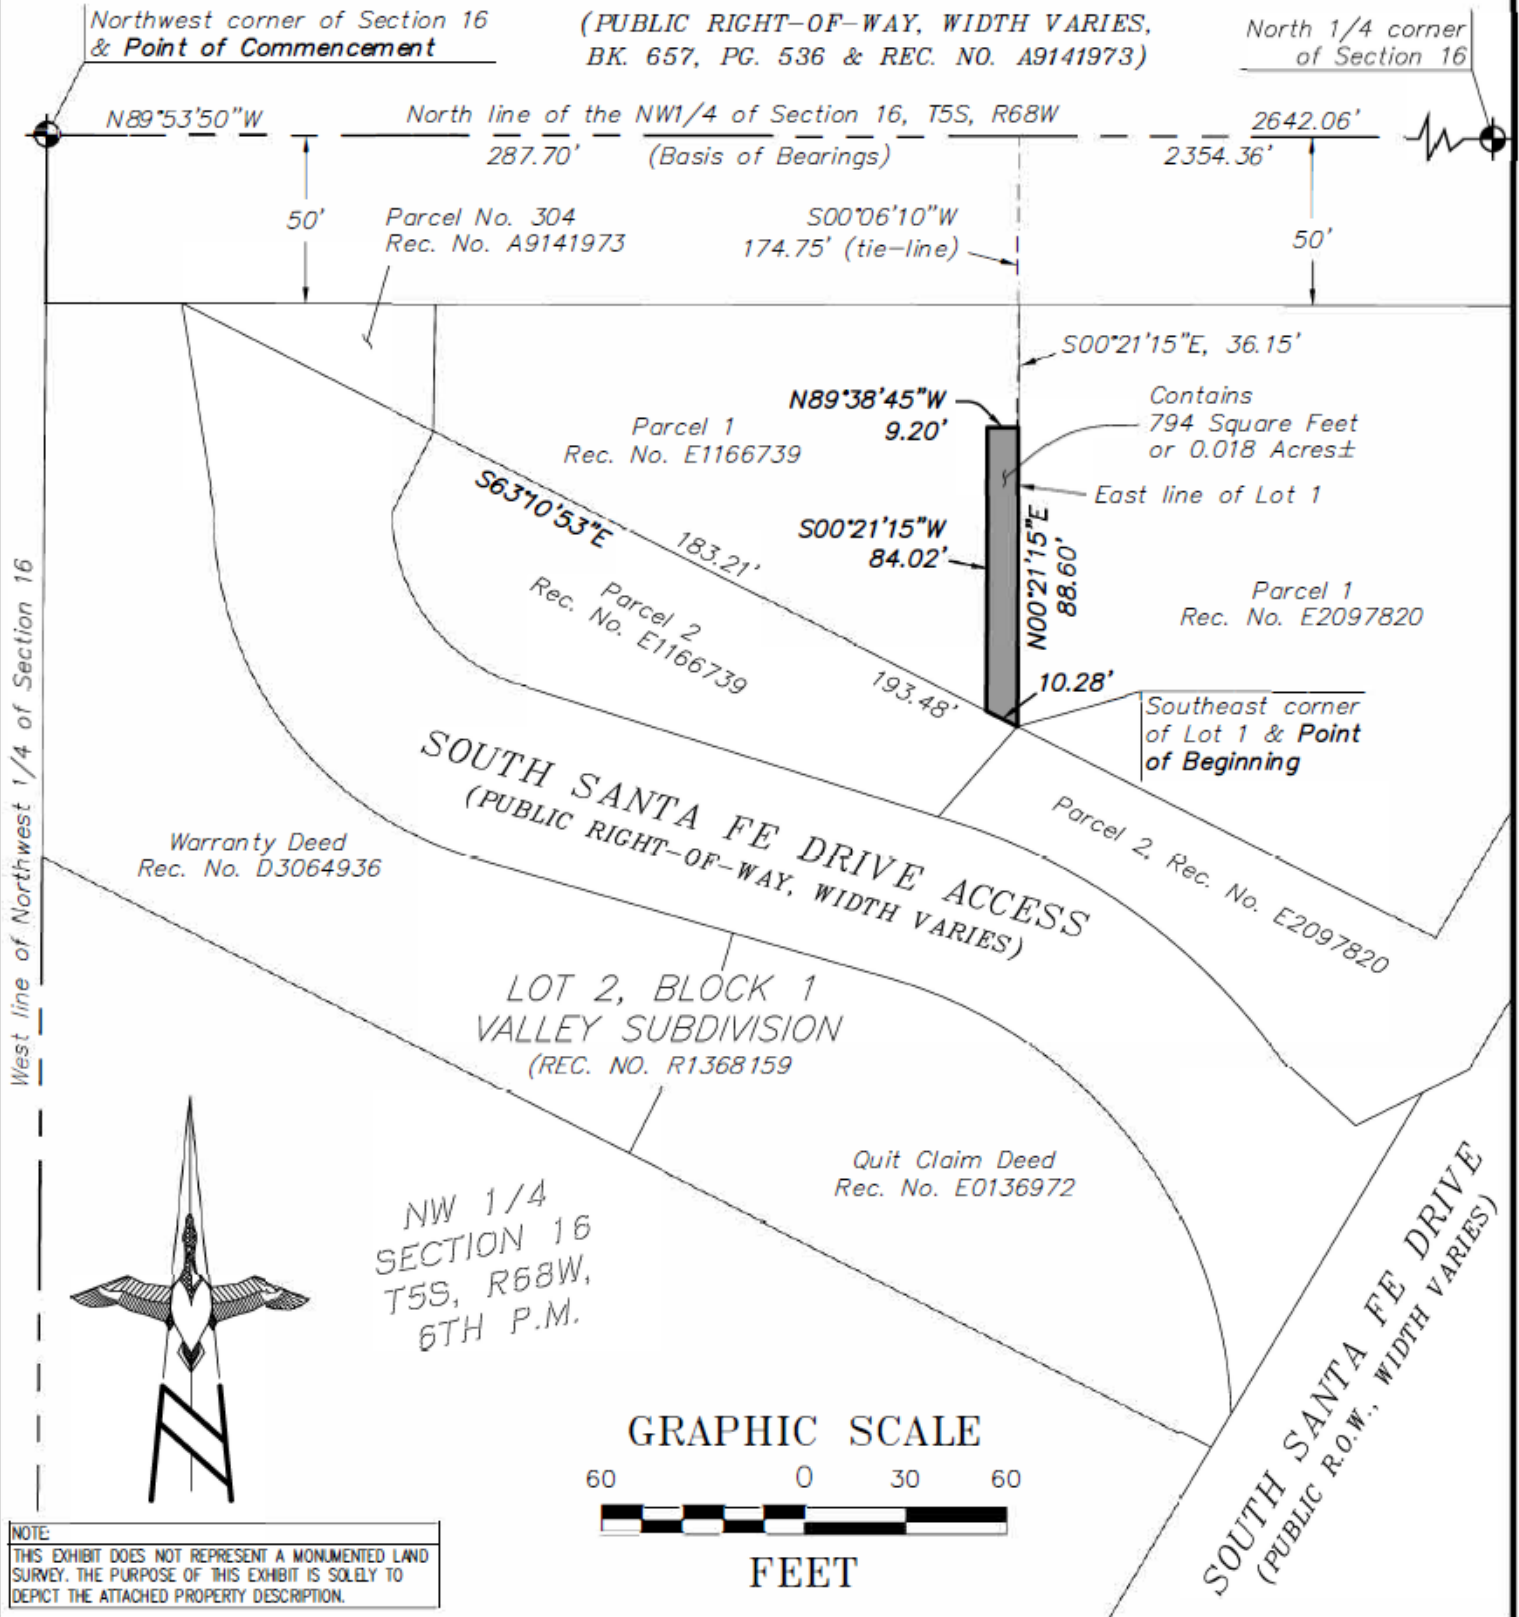 Northwest corner of Section 16
& Point of Commencement
(PUBLIC RIGHT-OF-WAY, WIDTH VARIES,
BK. 657, PG. 536 & REC. NO. A9141973)
North 1/4 corner
of Section 16
N89°53'50"W
North line of the NW1/4 of Section 16, T5S, R68W
2642.06'
287.70'
(Basis of Bearings)
2354.36'
50'
Parcel No. 304
Rec. No. A9141973
S00°06'10"W
174.75' (tie-line)
50'
S00°21'15"E, 36.15'
N89°38'45"W
9.20'
Contains
794 Square Feet
or 0.018 Acres±
Parcel 1
Rec. No. E1166739
East line of Lot 1
S63°10'53"E
183.21'
S00°21'15"W
84.02'
N00°21'15"E
88.60'
Parcel 2
Rec. No. E1166739
Parcel 1
Rec. No. E2097820
193.48'
10.28'
Southeast corner
of Lot 1 & Point
of Beginning
West line of Northwest 1/4 of Section 16
SOUTH SANTA FE DRIVE ACCESS
(PUBLIC RIGHT-OF-WAY, WIDTH VARIES)
Parcel 2, Rec. No. E2097820
Warranty Deed
Rec. No. D3064936
LOT 2, BLOCK 1
VALLEY SUBDIVISION
(REC. NO. R1368159
Quit Claim Deed
Rec. No. E0136972
NW 1/4
SECTION 16
T5S, R68W,
6TH P.M.
SOUTH SANTA FE DRIVE
(PUBLIC R.O.W., WIDTH VARIES)
GRAPHIC SCALE
60 0 30 60
FEET
NOTE:
THIS EXHIBIT DOES NOT REPRESENT A MONUMENTED LAND
SURVEY. THE PURPOSE OF THIS EXHIBIT IS SOLELY TO
DEPICT THE ATTACHED PROPERTY DESCRIPTION.